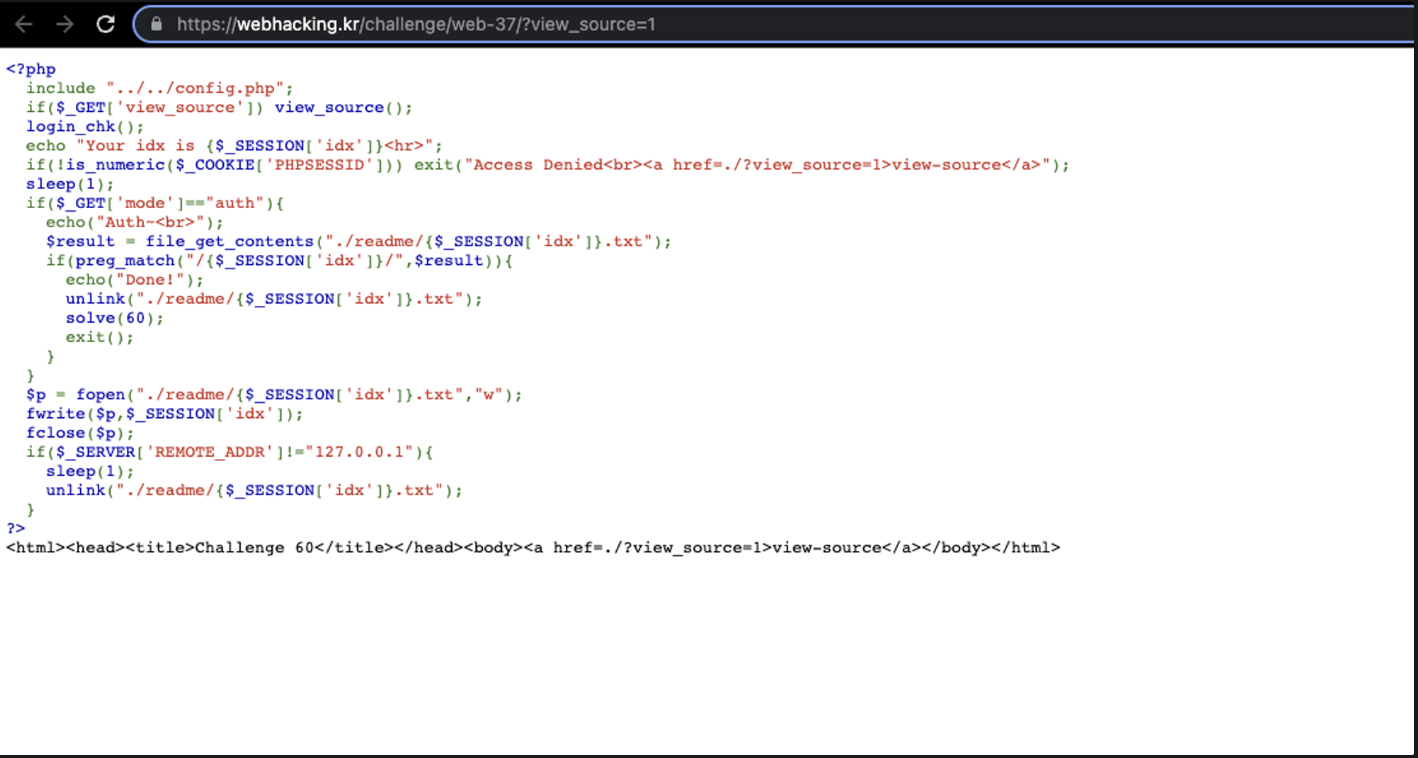 https://webhacking.kr/challenge/web-37/?view_source=1
<?php
include "../../config.php";
if($_GET['view_source']) view_source();
login_chk();
echo "Your idx is {$_SESSION['idx']}<hr>";
if(!is_numeric($_COOKIE['PHPSESSID'])) exit("Access Denied<br><a href=./?view_source=1>view-source</a>");
sleep(1);
if($_GET['mode']=="auth"){
echo("Auth~<br>");
$result = file_get_contents("./readme/{$_SESSION['idx']}.txt");
if(preg_match("/{$_SESSION['idx']}/",$result)){
echo("Done!");
unlink("./readme/{$_SESSION['idx']}.txt");
solve(60);
exit();
}
}
$p = fopen("./readme/{$_SESSION['idx']}.txt","w");
fwrite($p,$_SESSION['idx']);
fclose($p);
if($_SERVER['REMOTE_ADDR']!="127.0.0.1"){
sleep(1);
unlink("./readme/{$_SESSION['idx']}.txt");
}
?>
<html><head><title>Challenge 60</title></head><body><a href=./?view_source=1>view-source</a></body></html>